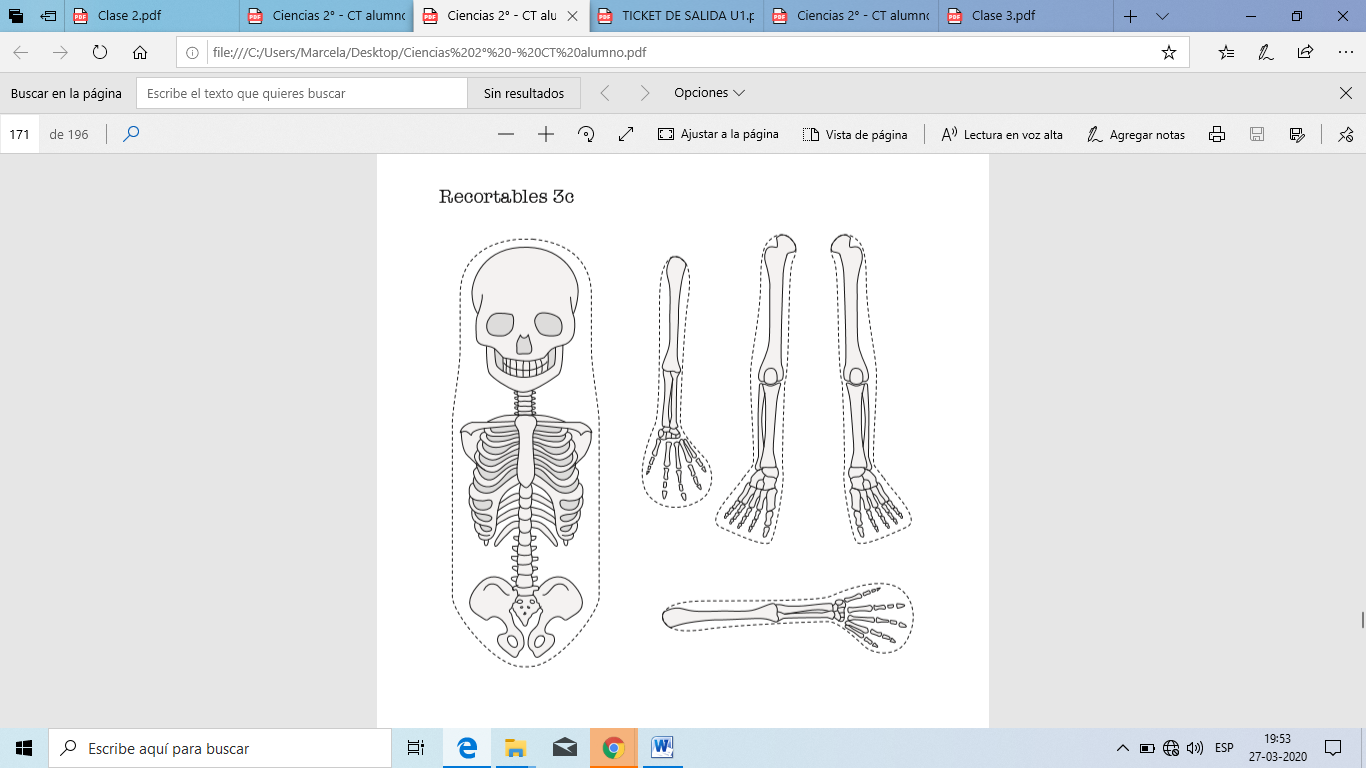 Clase 2.pdf
Ciencias 2° - CT alumno
Ciencias 2° - CT alu
TICKET DE SALIDA U1.p
Ciencias 2° - CT alumno
Clase 3.pdf
file:///C:/Users/Marcela/Desktop/Ciencias%202°%20-%20CT%20alumno.pdf
Buscar en la página
Escribe el texto que quieres buscar
Sin resultados
Opciones
171 de 196
Ajustar a la página
Vista de página
Lectura en voz alta
Agregar notas
Recortables 3c
Escribe aquí para buscar
ESP
19:53
27-03-2020